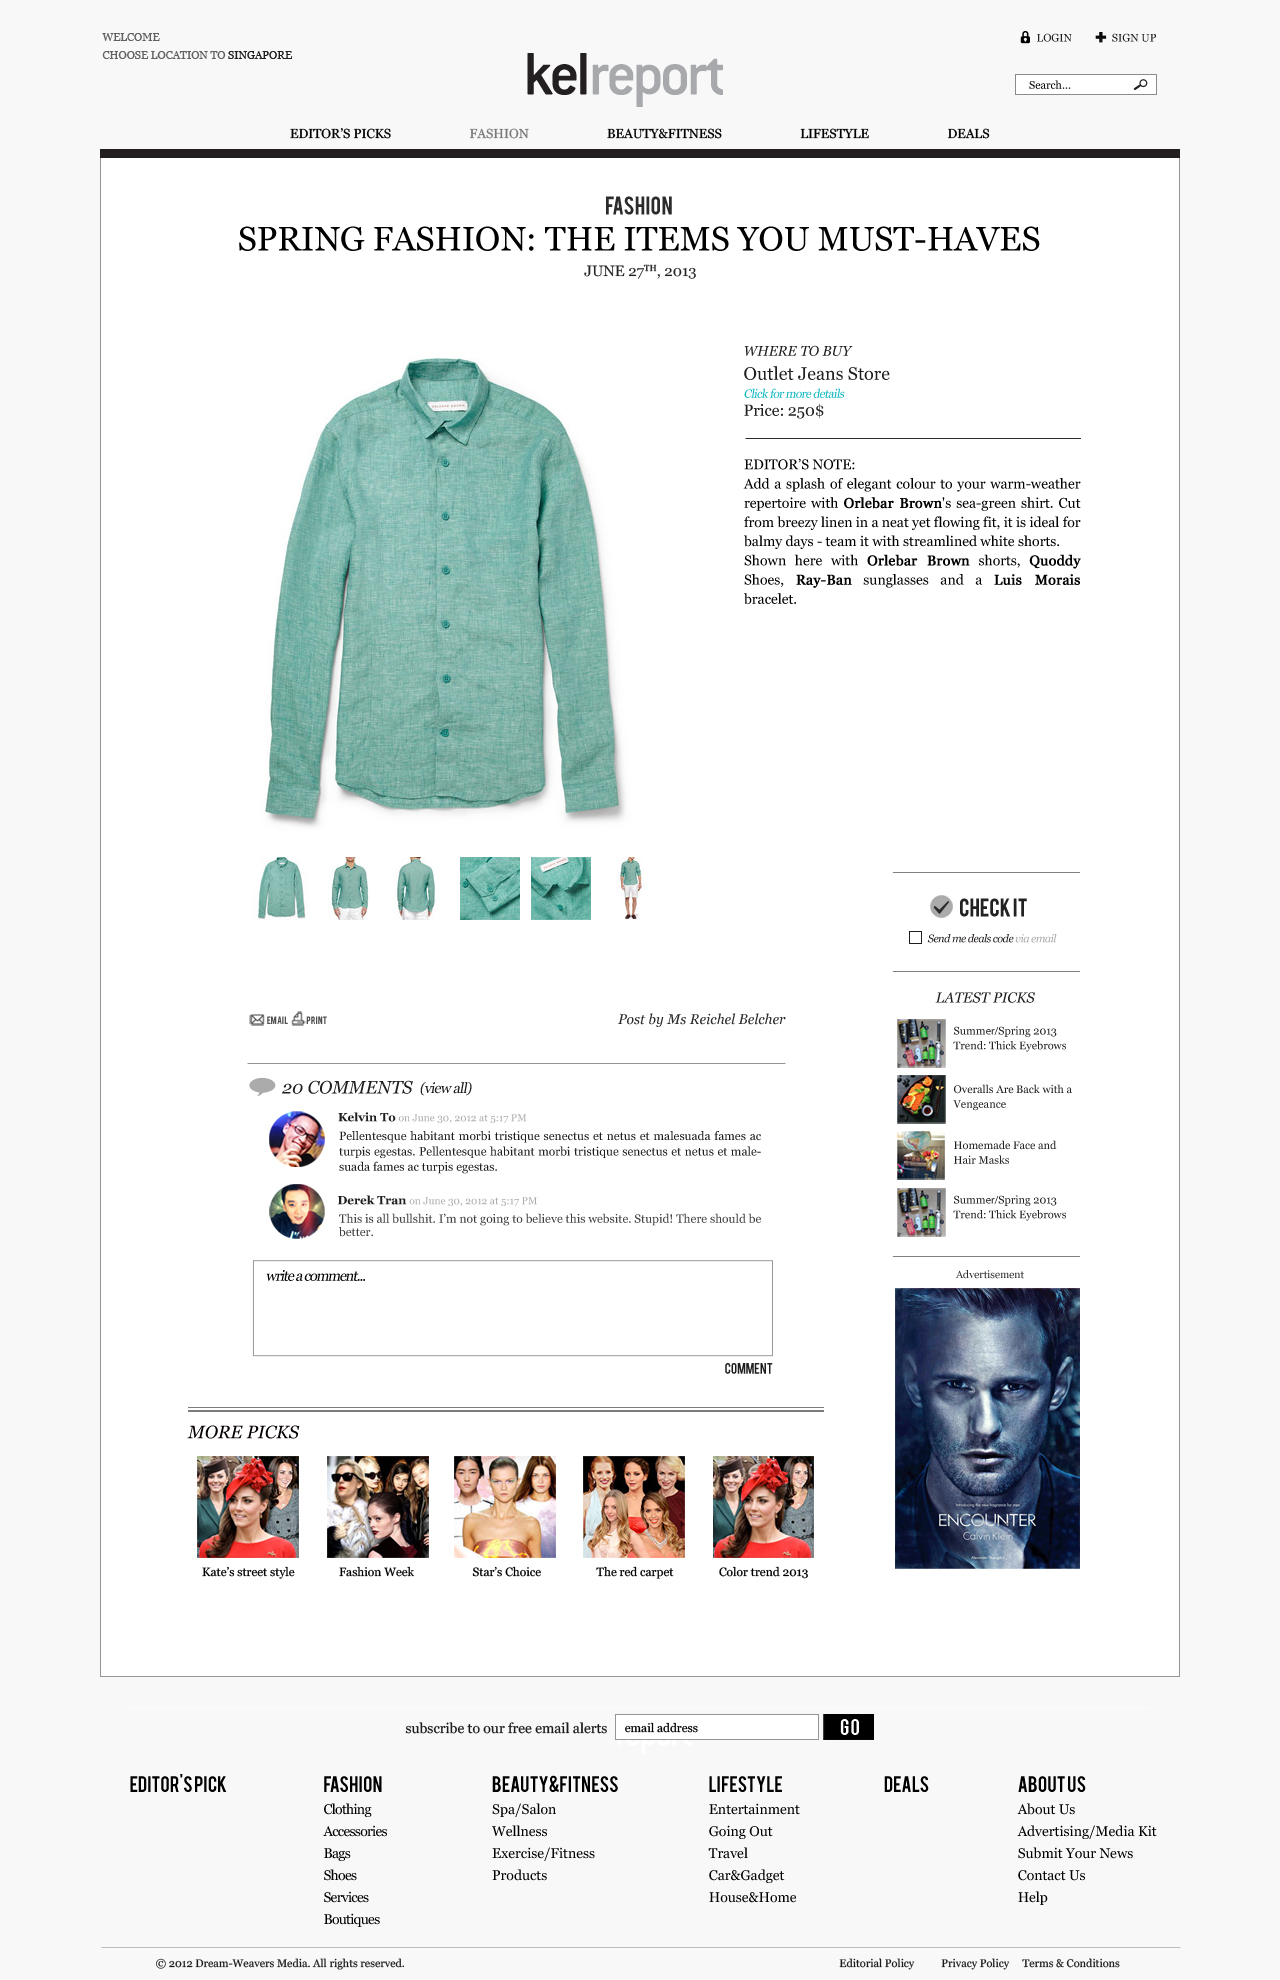 WELCOME
CHOOSE LOCATION TO SINGAPORE
LOGIN
SIGN UP
kelreport
Search...
EDITOR'S PICKS
FASHION
BEAUTY&FITNESS
LIFESTYLE
DEALS
FASHION
SPRING FASHION: THE ITEMS YOU MUST-HAVES
JUNE 27TH, 2013
WHERE TO BUY
Outlet Jeans Store
Click for more details
Price: 250$
EDITOR'S NOTE:
Add a splash of elegant colour to your warm-weather
repertoire with Orlebar Brown's sea-green shirt. Cut
from breezy linen in a neat yet flowing fit, it is ideal for
balmy days - team it with streamlined white shorts.
Shown here with Orlebar Brown shorts, Quoddy
Shoes, Ray-Ban sunglasses and a Luis Morais
bracelet.
ORLEBAR BROWN
CHECK IT
Send me deals code via email
LATEST PICKS
Summer/Spring 2013
Trend: Thick Eyebrows
Overalls Are Back with a
Vengeance
Homemade Face and
Hair Masks
Summer/Spring 2013
Trend: Thick Eyebrows
Advertisement
Introducing the new fragrance for men
ENCOUNTER
Calvin Klein
EMAIL
PRINT
Post by Ms Reichel Belcher
20 COMMENTS (view all)
Kelvin To on June 30, 2012 at 5:17 PM
Pellentesque habitant morbi tristique senectus et netus et malesuada fames ac
turpis egestas. Pellentesque habitant morbi tristique senectus et netus et male-
suada fames ac turpis egestas.
Derek Tran on June 30, 2012 at 5:17 PM
This is all bullshit. I'm not going to believe this website. Stupid! There should be
better.
write a comment...
COMMENT
MORE PICKS
Kate's street style
Fashion Week
Star's Choice
The red carpet
Color trend 2013
subscribe to our free email alerts
email address
GO
report
EDITOR'S PICK
FASHION
Clothing
Accessories
Bags
Shoes
Services
Boutiques
BEAUTY&FITNESS
Spa/Salon
Wellness
Exercise/Fitness
Products
LIFESTYLE
Entertainment
Going Out
Travel
Car&Gadget
House&Home
DEALS
ABOUT US
About Us
Advertising/Media Kit
Submit Your News
Contact Us
Help
© 2012 Dream-Weavers Media. All rights reserved.
Editorial Policy
Privacy Policy
Terms & Conditions